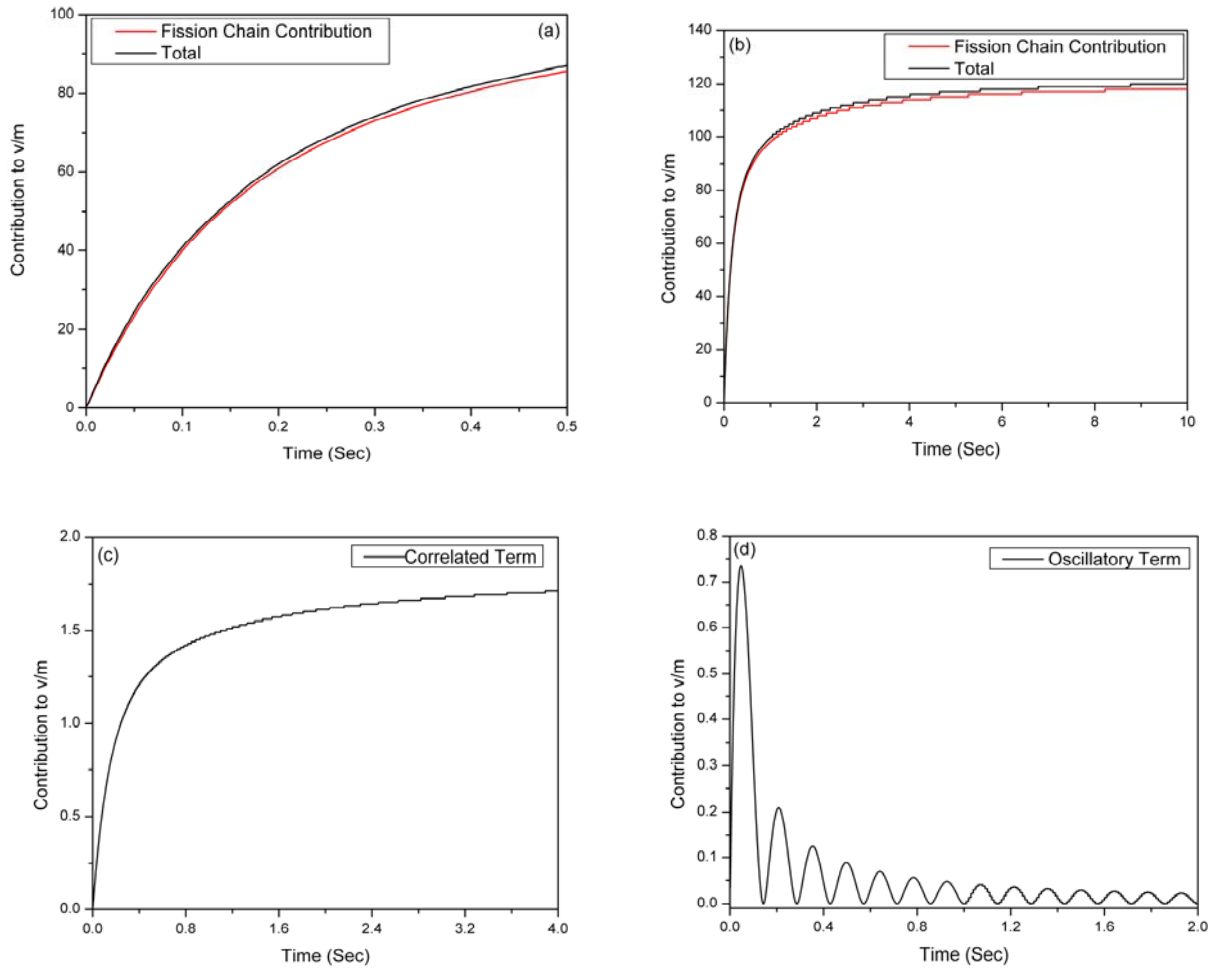 100
80
60
40
20
0
Fission Chain Contribution
Total
(a)
Contribution to v/m
0.0 0.1 0.2 0.3 0.4 0.5
Time (Sec)
140
120
100
80
60
40
20
0
(b)
Fission Chain Contribution
Total
Contribution to v/m
0 2 4 6 8 10
Time (Sec)
2.0
1.5
1.0
0.5
0.0
(c)
Correlated Term
Contribution to v/m
0.0 0.8 1.6 2.4 3.2 4.0
Time (Sec)
0.8
0.7
0.6
0.5
0.4
0.3
0.2
0.1
0.0
(d)
Oscillatory Term
Contribution to v/m
0.0 0.4 0.8 1.2 1.6 2.0
Time (Sec)